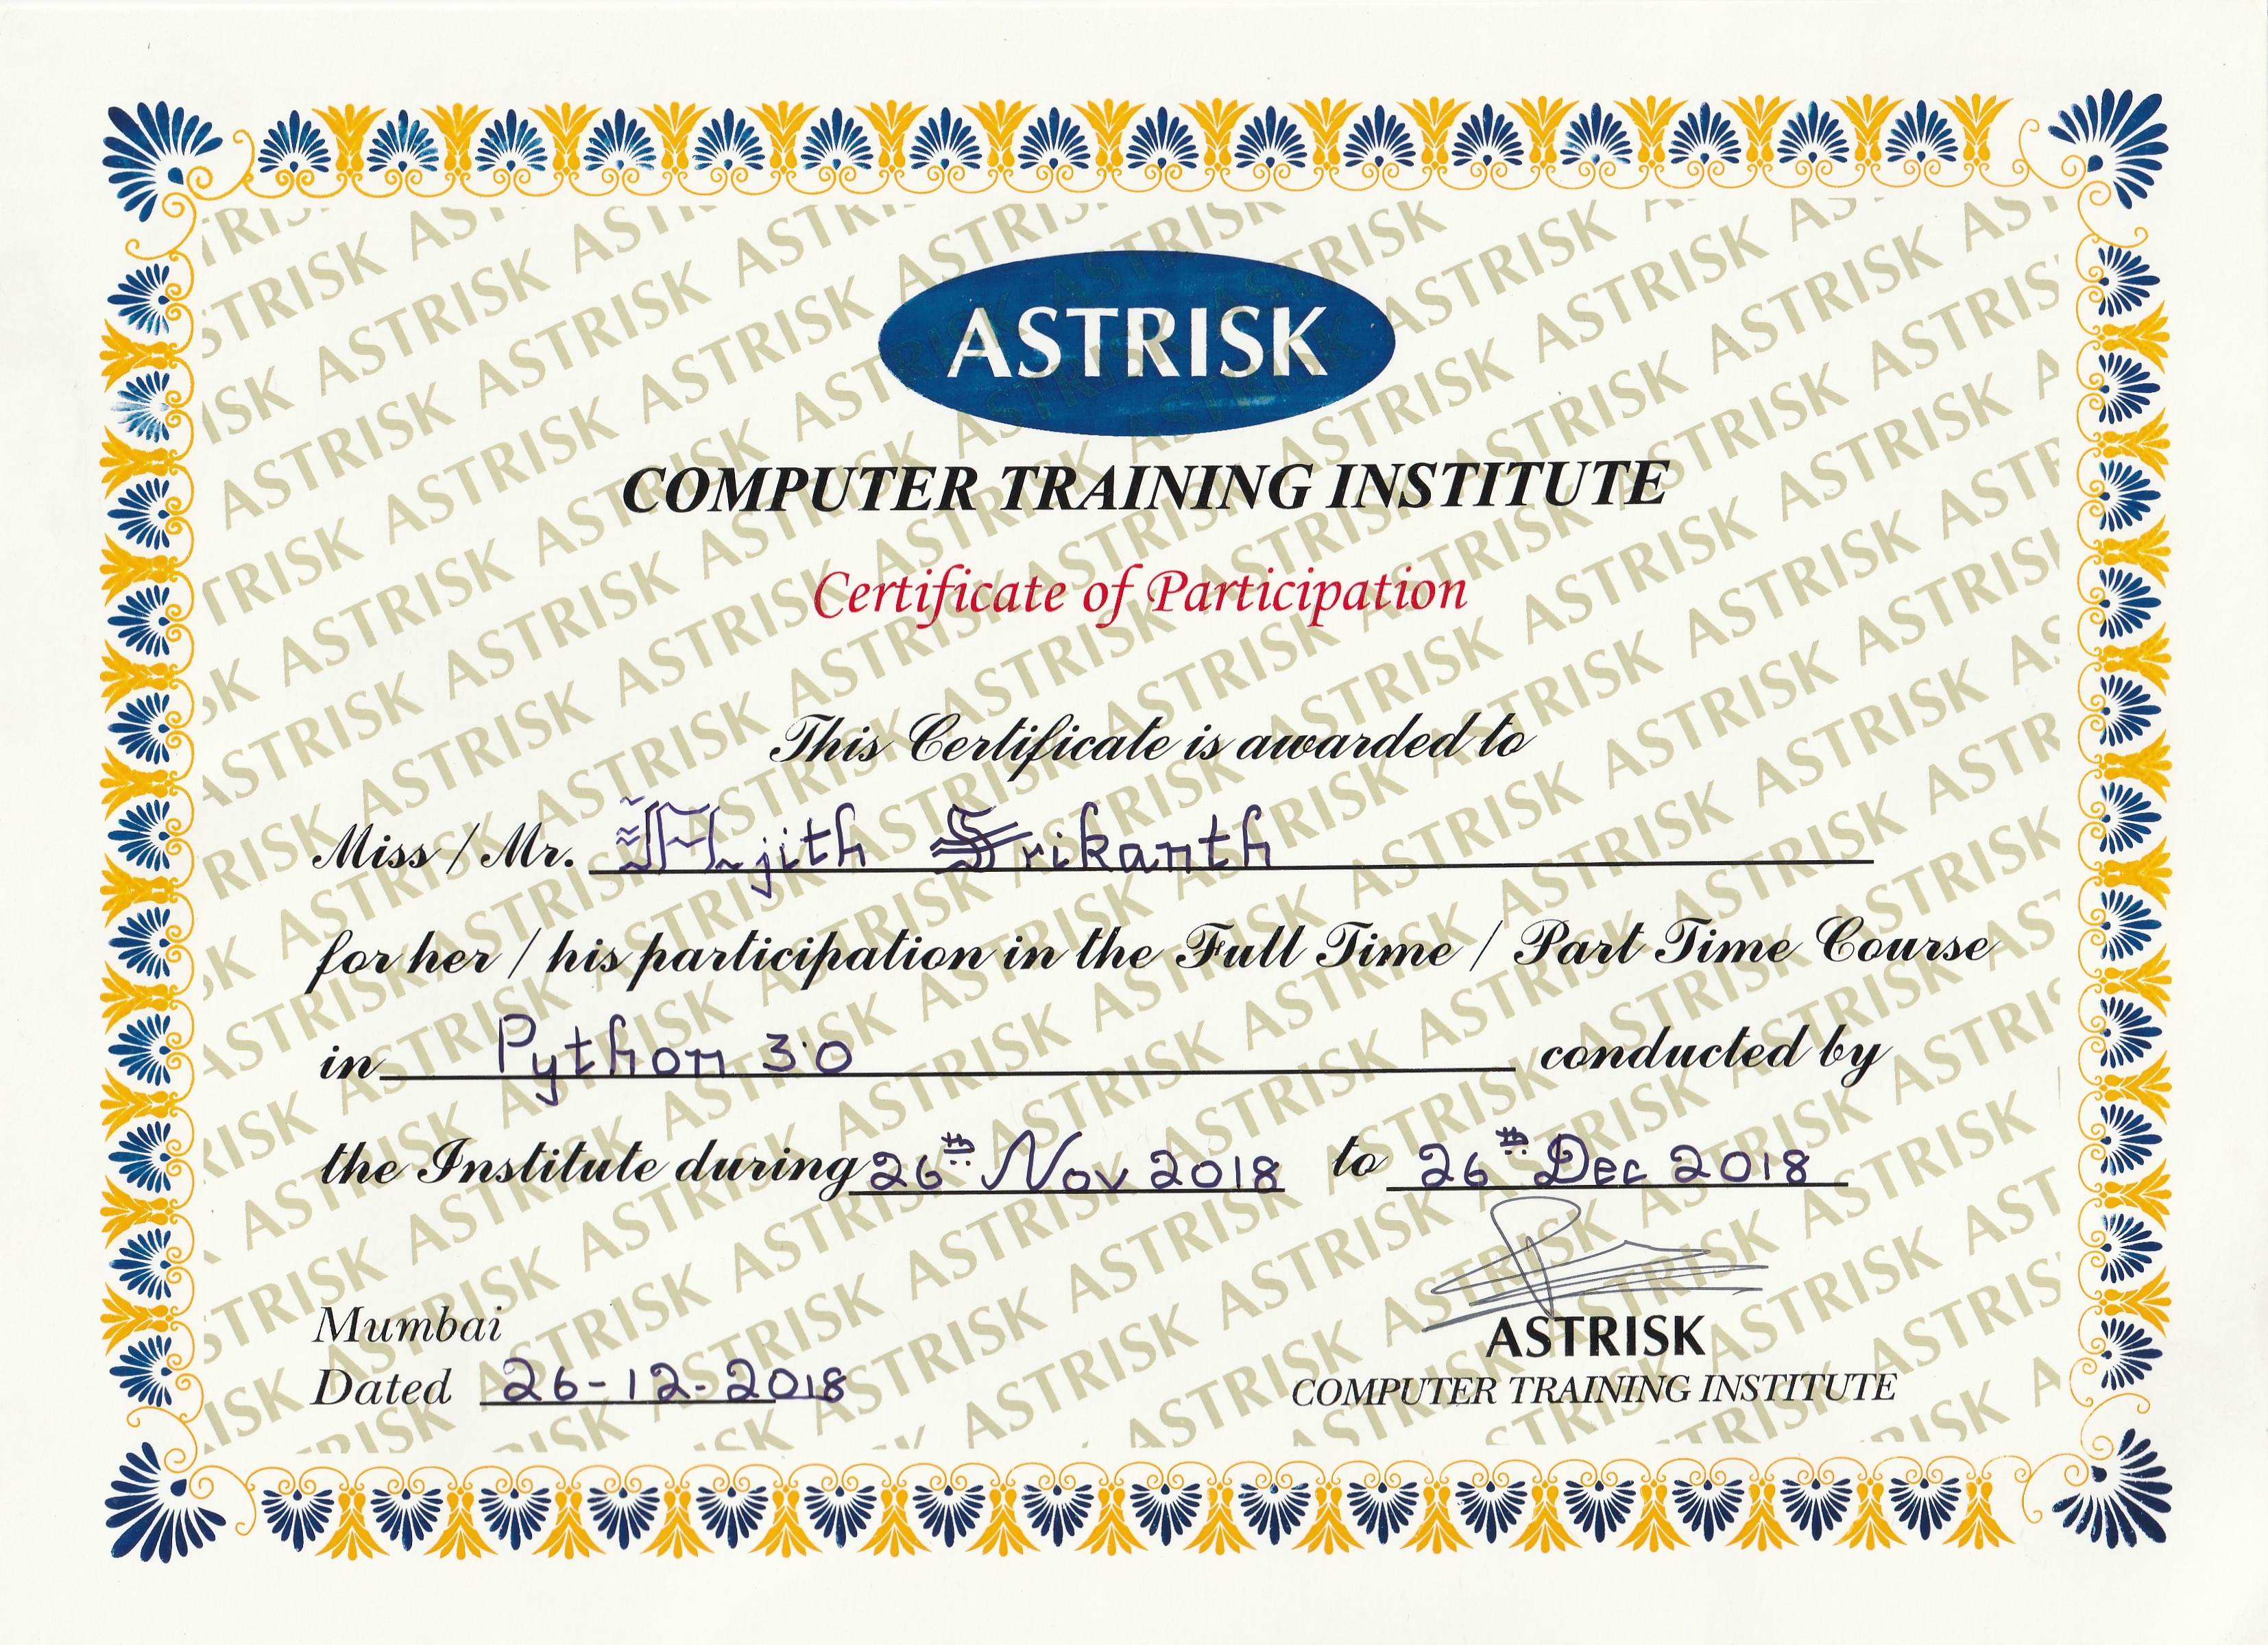 ASTRISK
COMPUTER TRAINING INSTITUTE
Certificate of Participation
This Certificate is awarded to
Miss / Mr. Ajith Srikanth
for her / his participation in the Full Time / Part Time Course
in Python 3.0 conducted by
the Institute during 26th Nov 2018 to 26th Dec 2018
Mumbai
Dated 26-12-2018
ASTRISK
COMPUTER TRAINING INSTITUTE